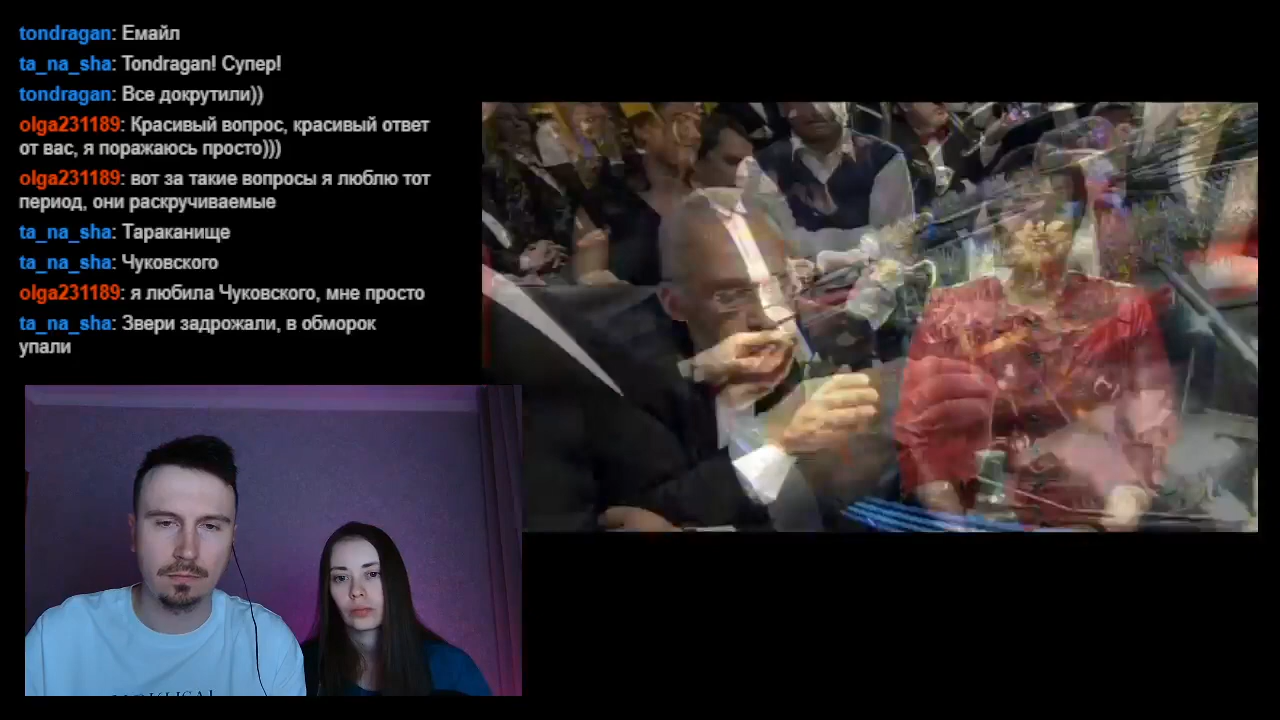 tondragan: Емайл
ta_na_sha: Tondragan! Супер!
tondragan: Все докрутили))
olga231189: Красивый вопрос, красивый ответ
от вас, я поражаюсь просто)))
olga231189: вот за такие вопросы я люблю тот
период, они раскручиваемые
ta_na_sha: Тараканище
ta_na_sha: Чуковского
olga231189: я любила Чуковского, мне просто
ta_na_sha: Звери задрожали, в обморок
упали